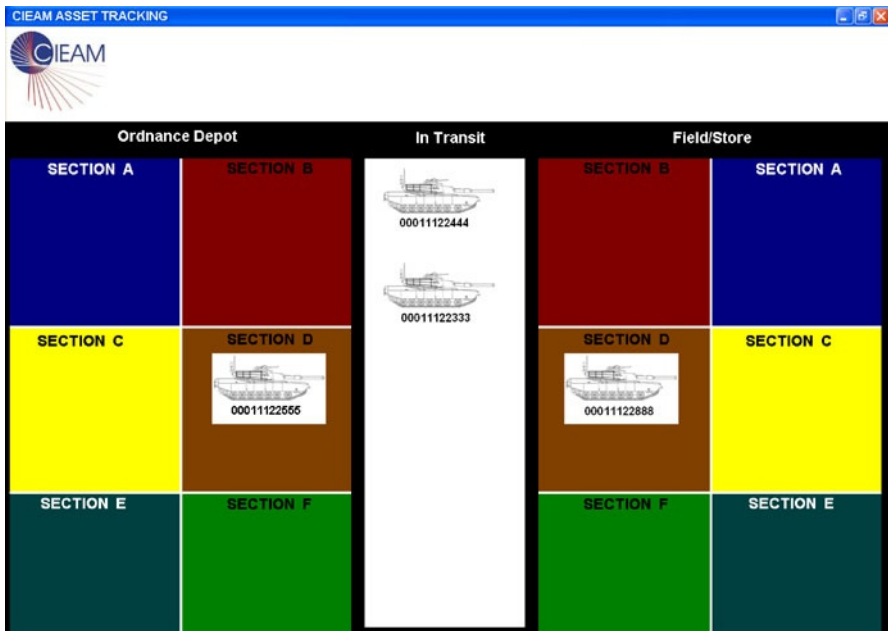 CIEAM ASSET TRACKING
CIEAM
Ordnance Depot
In Transit
Field/Store
SECTION A
SECTION B
00011122444
SECTION B
SECTION A
00011122333
SECTION C
SECTION D
00011122555
SECTION D
00011122888
SECTION C
SECTION E
SECTION F
SECTION F
SECTION E